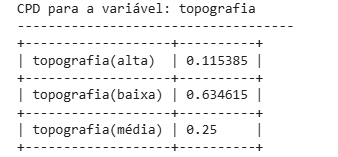 CPD para a variável: topografia
------------------------------------
+-------------------+----------+
| topografia(alta)  | 0.115385 |
+-------------------+----------+
| topografia(baixa) | 0.634615 |
+-------------------+----------+
| topografia(média) | 0.25     |
+-------------------+----------+